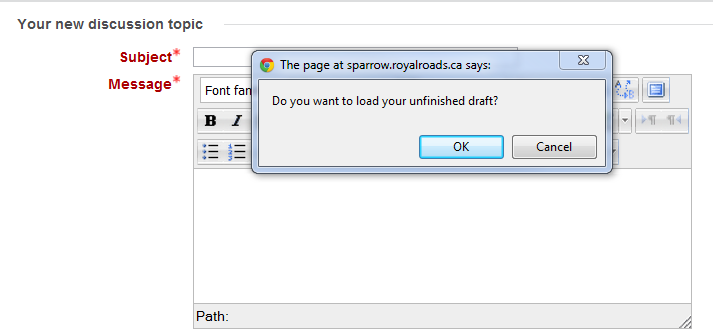 Your new discussion topic
Subject*
The page at sparrow.royalroads.ca says:
Message*
Font fan
Do you want to load your unfinished draft?
B I
OK Cancel
Path: